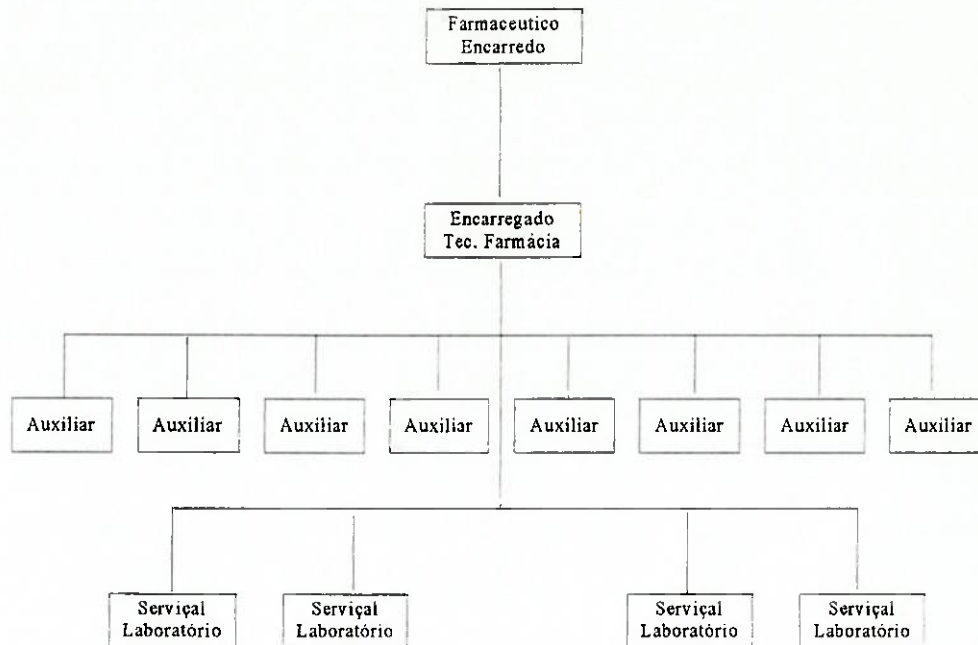 Farmaceutico
Encarredo
Encarregado
Tec. Farmácia
Auxiliar
Auxiliar
Auxiliar
Auxiliar
Auxiliar
Auxiliar
Auxiliar
Auxiliar
Serviçal
Laboratório
Serviçal
Laboratório
Serviçal
Laboratório
Serviçal
Laboratório